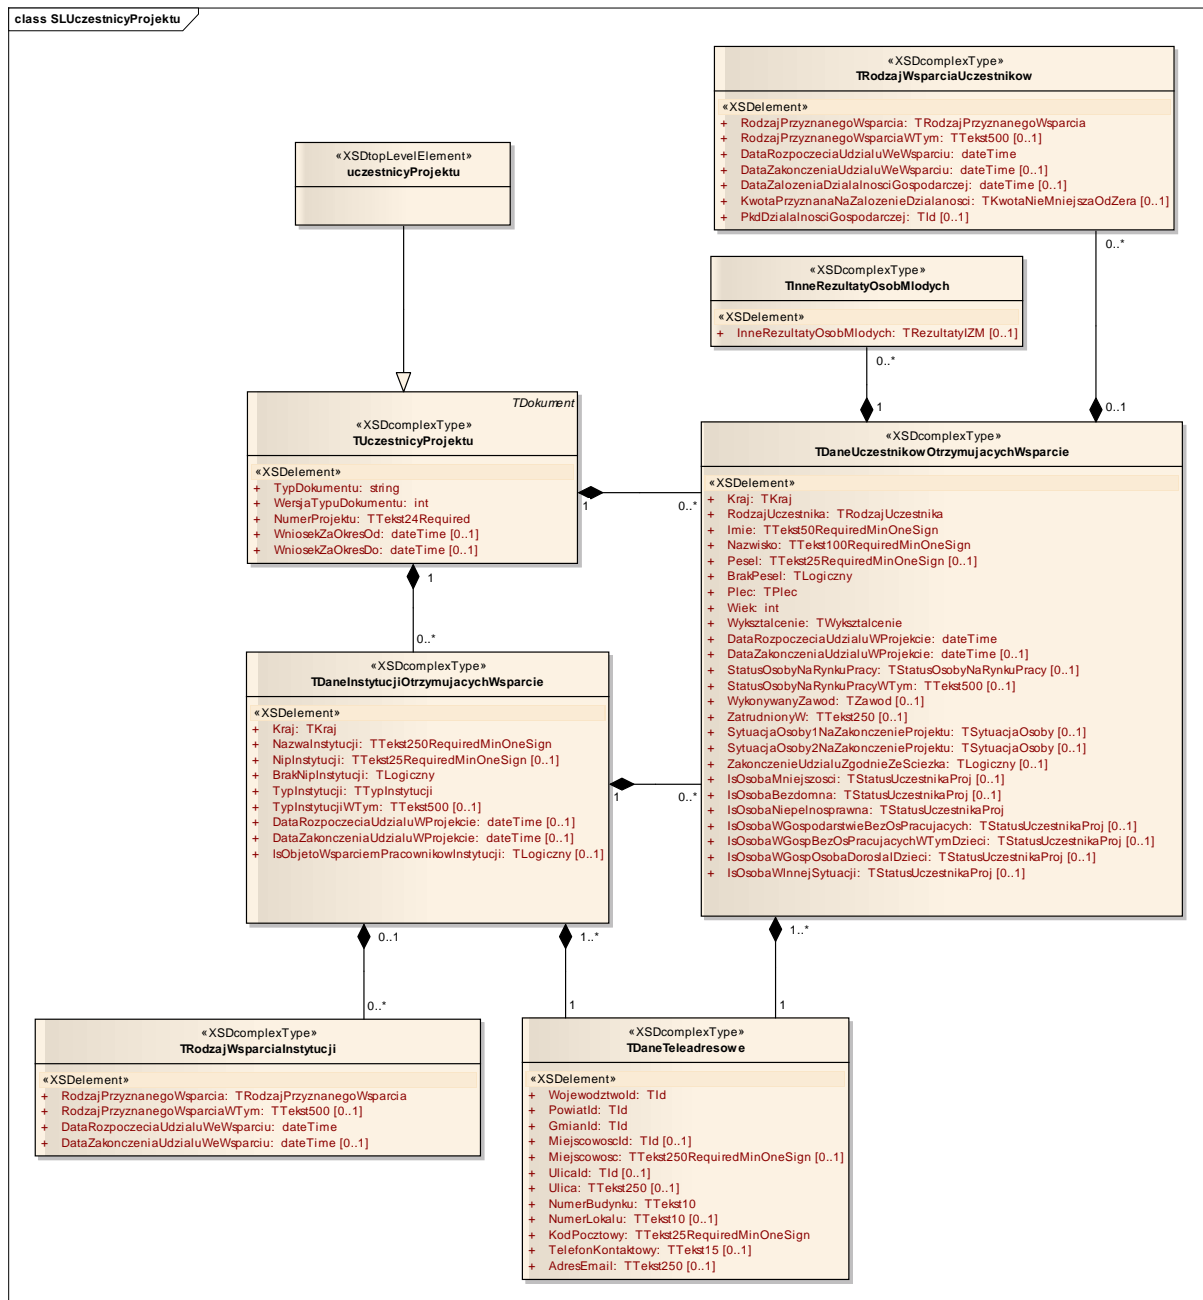 class SLUczestnicyProjektu
«XSDcomplexType»
TRodzajWsparciaUczestnikow
«XSDelement»
+ RodzajPrzyznanegoWsparcia: TRodzajPrzyznanegoWsparcia
+ RodzajPrzyznanegoWsparciaWTym: TTekst500 [0..1]
+ DataRozpoczeciaUdzialuWeWsparciu: dateTime
+ DataZakonczeniaUdzialuWeWsparciu: dateTime [0..1]
+ DataZalozeniaDzialalnosciGospodarczej: dateTime [0..1]
+ KwotaPrzyznanaNaZalozenieDzialanosci: TKwotaNieMniejszaOdZera [0..1]
+ PkdDzialalnosciGospodarczej: TId [0..1]
«XSDtopLevelElement»
uczestnicyProjektu
0..*
«XSDcomplexType»
TInneRezultatyOsobMlodych
«XSDelement»
+ InneRezultatyOsobMlodych: TRezultatyIZM [0..1]
0..*
1
0..1
TDokument
«XSDcomplexType»
TUczestnicyProjektu
«XSDelement»
+ TypDokumentu: string
+ WersjaTypuDokumentu: int
+ NumerProjektu: TTekst24Required
+ WniosekZaOkresOd: dateTime [0..1]
+ WniosekZaOkresDo: dateTime [0..1]
1
0..*
1
0..*
«XSDcomplexType»
TDaneUczestnikowOtrzymujacychWsparcie
«XSDelement»
+ Kraj: TKraj
+ RodzajUczestnika: TRodzajUczestnika
+ Imie: TTekst50RequiredMinOneSign
+ Nazwisko: TTekst100RequiredMinOneSign
+ Pesel: TTekst25RequiredMinOneSign [0..1]
+ BrakPesel: TLogiczny
+ Plec: TPlec
+ Wiek: int
+ Wyksztalcenie: TWyksztalcenie
+ DataRozpoczeciaUdzialuWProjekcie: dateTime
+ DataZakonczeniaUdzialuWProjekcie: dateTime [0..1]
+ StatusOsobyNaRynkuPracy: TStatusOsobyNaRynkuPracy [0..1]
+ StatusOsobyNaRynkuPracyWTym: TTekst500 [0..1]
+ WykonywanyZawod: TZawod [0..1]
+ ZatrudnionyW: TTekst250 [0..1]
+ SytuacjaOsoby1NaZakonczenieProjektu: TSytuacjaOsoby [0..1]
+ SytuacjaOsoby2NaZakonczenieProjektu: TSytuacjaOsoby [0..1]
+ ZakonczenieUdzialuZgodnieZeSciezka: TLogiczny [0..1]
+ IsOsobaMniejszosci: TStatusUczestnikaProj [0..1]
+ IsOsobaBezdomna: TStatusUczestnikaProj [0..1]
+ IsOsobaNiepelnosprawna: TStatusUczestnikaProj
+ IsOsobaWGospodarstwieBezOsPracujacych: TStatusUczestnikaProj [0..1]
+ IsOsobaWGospBezOsPracujacychWTymDzieci: TStatusUczestnikaProj [0..1]
+ IsOsobaWGospOsobaDoroslaIDzieci: TStatusUczestnikaProj [0..1]
+ IsOsobaWInnejSytuacji: TStatusUczestnikaProj [0..1]
«XSDcomplexType»
TDaneInstytucjiOtrzymujacychWsparcie
«XSDelement»
+ Kraj: TKraj
+ NazwaInstytucji: TTekst250RequiredMinOneSign
+ NipInstytucji: TTekst25RequiredMinOneSign [0..1]
+ BrakNipInstytucji: TLogiczny
+ TypInstytucji: TTypInstytucji
+ TypInstytucjiWTym: TTekst500 [0..1]
+ DataRozpoczeciaUdzialuWProjekcie: dateTime [0..1]
+ DataZakonczeniaUdzialuWProjekcie: dateTime [0..1]
+ IsObjetoWsparciemPracownikowInstytucji: TLogiczny [0..1]
1
0..*
0..1
1..*
1..*
0..*
1
1
«XSDcomplexType»
TRodzajWsparciaInstytucji
«XSDelement»
+ RodzajPrzyznanegoWsparcia: TRodzajPrzyznanegoWsparcia
+ RodzajPrzyznanegoWsparciaWTym: TTekst500 [0..1]
+ DataRozpoczeciaUdzialuWeWsparciu: dateTime
+ DataZakonczeniaUdzialuWeWsparciu: dateTime [0..1]
«XSDcomplexType»
TDaneTeleadresowe
«XSDelement»
+ WojewodztwoId: TId
+ PowiatId: TId
+ GmianId: TId
+ MiejscowoscId: TId [0..1]
+ Miejscowosc: TTekst250RequiredMinOneSign [0..1]
+ UlicaId: TId [0..1]
+ Ulica: TTekst250 [0..1]
+ NumerBudynku: TTekst10
+ NumerLokalu: TTekst10 [0..1]
+ KodPocztowy: TTekst25RequiredMinOneSign
+ TelefonKontaktowy: TTekst15 [0..1]
+ AdresEmail: TTekst250 [0..1]